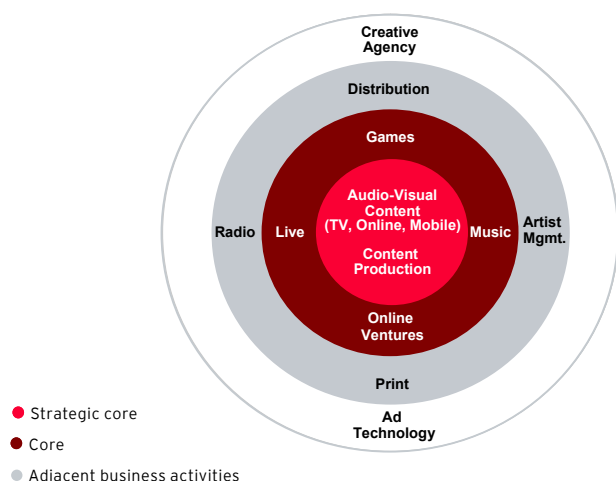 Creative
Agency
Distribution
Games
Audio-Visual
Content
(TV, Online, Mobile)
Content
Production
Radio
Live
Music
Artist
Mgmt.
Online
Ventures
Print
Ad
Technology
Strategic core
Core
Adjacent business activities